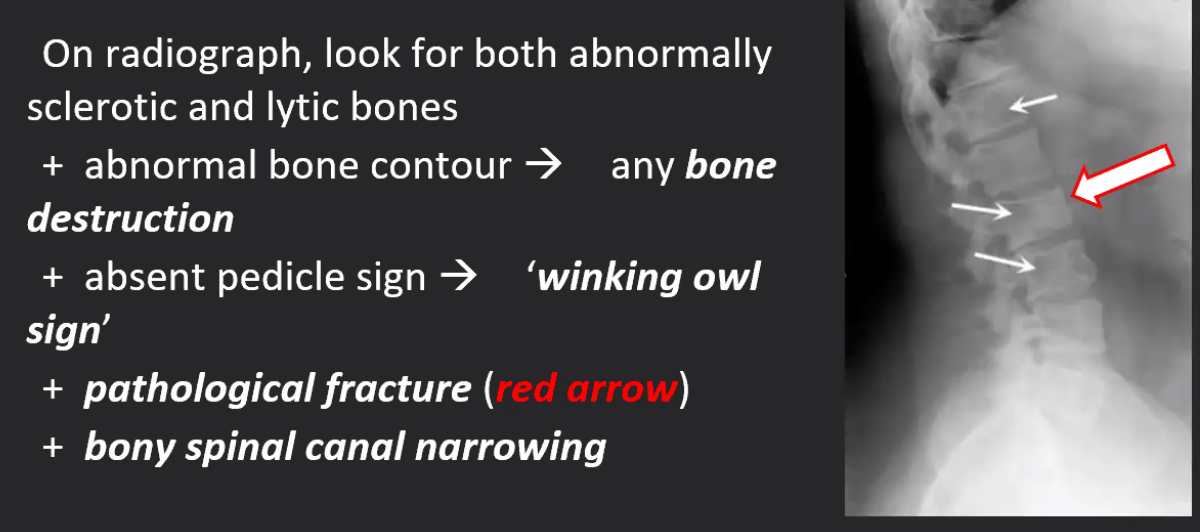 On radiograph, look for both abnormally
sclerotic and lytic bones
+ abnormal bone contour → any bone
destruction
+ absent pedicle sign → ‘winking owl
sign’
+ pathological fracture (red arrow)
+ bony spinal canal narrowing